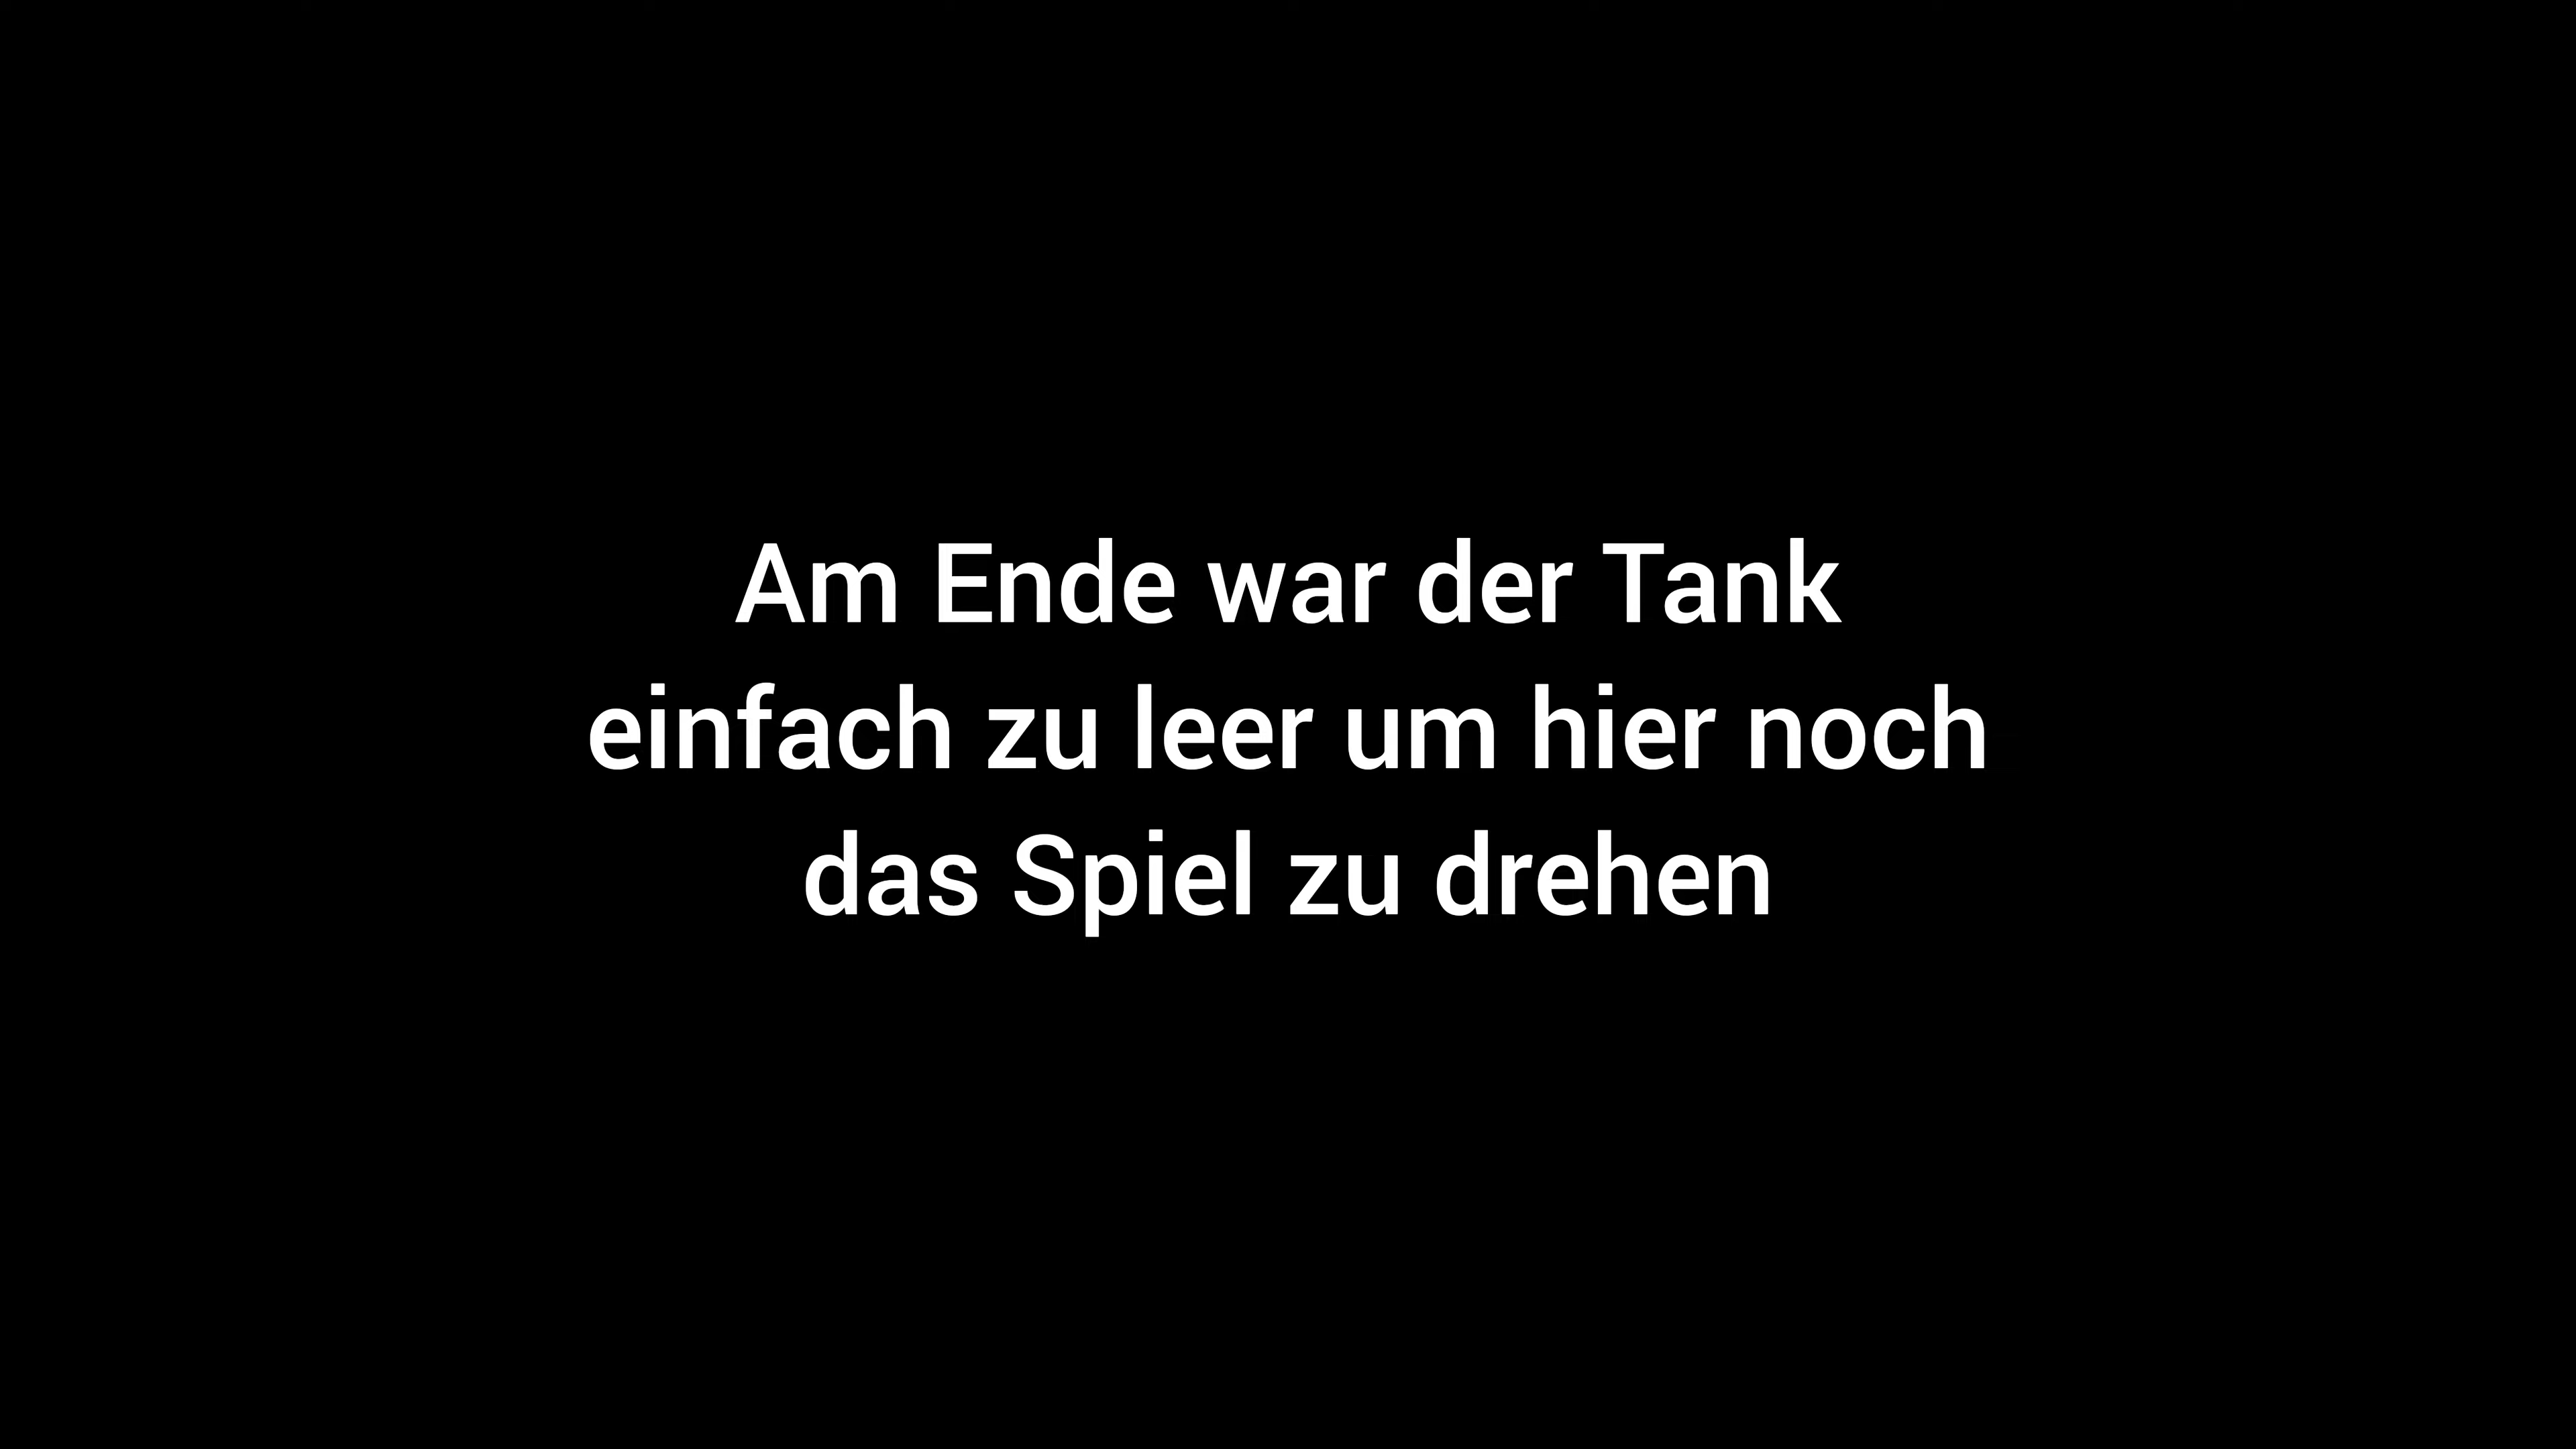 Am Ende war der Tank
einfach zu leer um hier noch
das Spiel zu drehen